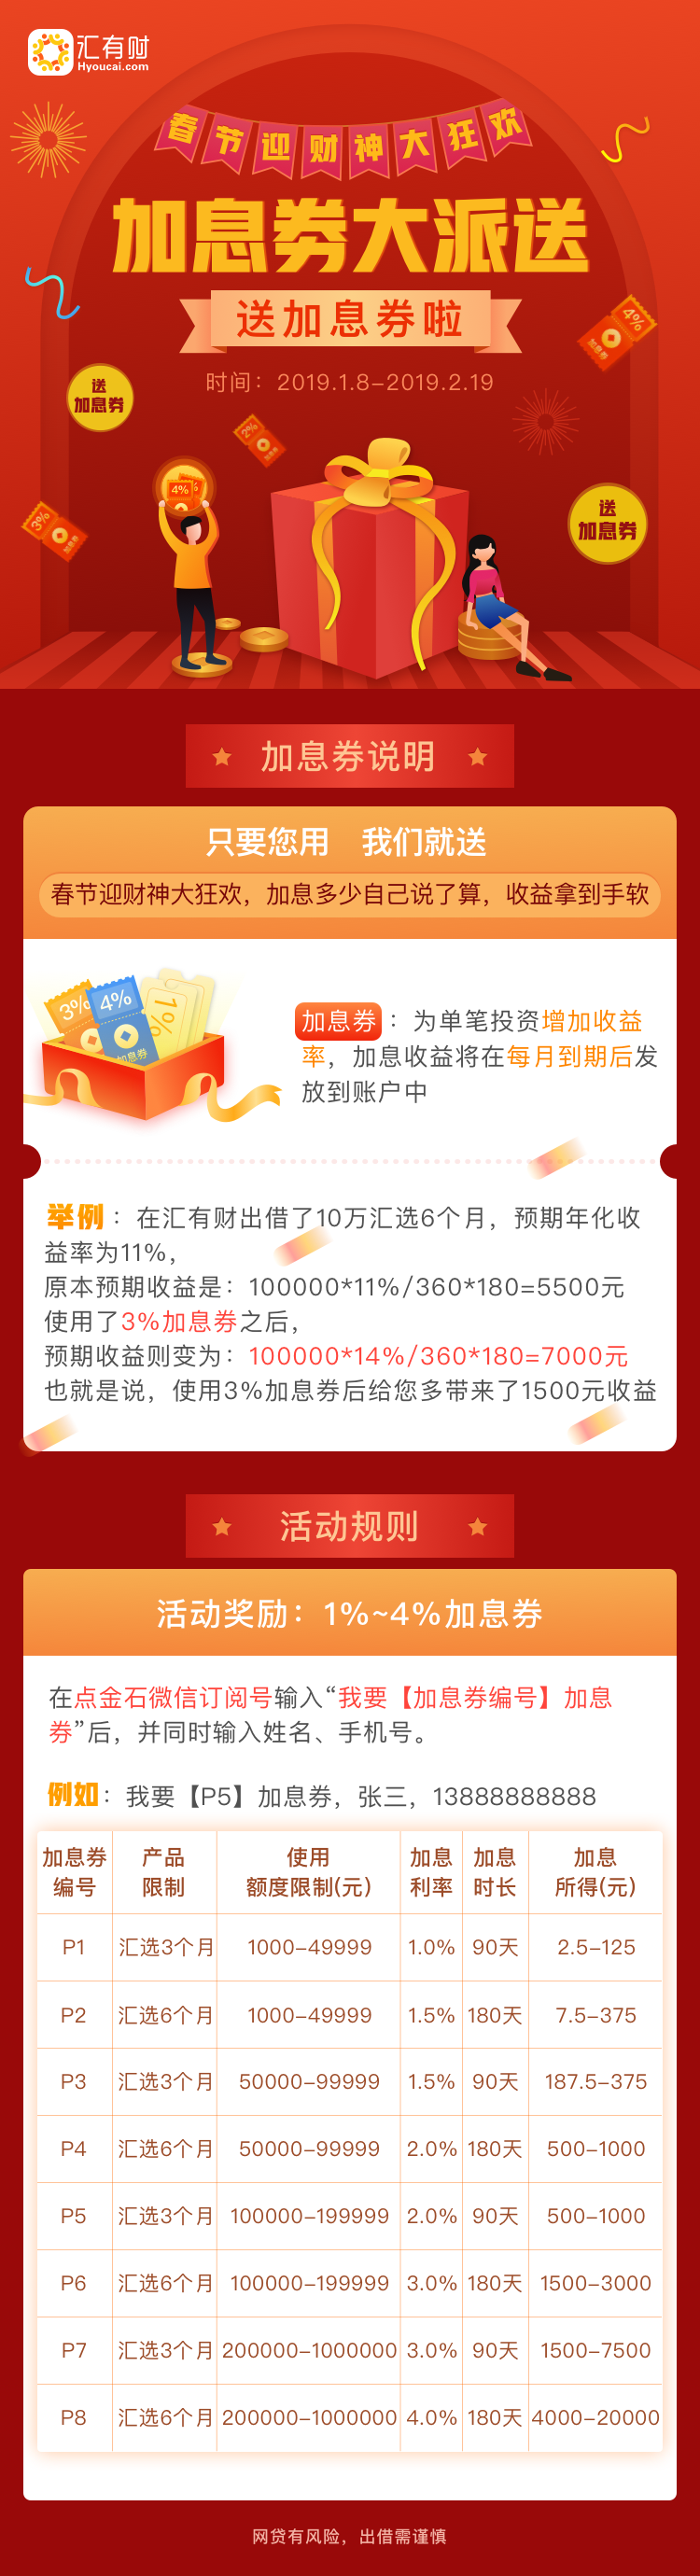 汇有财
Hyoucai.com
春节迎财神大狂欢
加息券大派送
送加息券啦
时间：2019.1.8-2019.2.19
4%
加息券
送
加息券
2%
加息券
4%
%
3%
加息券
送
加息券
加息券说明
只要您用 我们就送
春节迎财神大狂欢，加息多少自己说了算，收益拿到手软
3%
4%
1%
加息券
加息券：为单笔投资增加收益
率，加息收益将在每月到期后发
放到账户中
举例：在汇有财出借了10万汇选6个月，预期年化收
益率为11%，
原本预期收益是：100000*11%/360*180=5500元
使用了3%加息券之后，
预期收益则变为：100000*14%/360*180=7000元
也就是说，使用3%加息券后给您多带来了1500元收益
活动规则
活动奖励：1%~4%加息券
在点金石微信订阅号输入“我要【加息券编号】加息
券”后，并同时输入姓名、手机号。
例如：我要【P5】加息券，张三，13888888888
加息券编号 产品限制 使用额度限制(元) 加息利率 加息时长 加息所得(元)
P1 汇选3个月 1000-49999 1.0% 90天 2.5-125
P2 汇选6个月 1000-49999 1.5% 180天 7.5-375
P3 汇选3个月 50000-99999 1.5% 90天 187.5-375
P4 汇选6个月 50000-99999 2.0% 180天 500-1000
P5 汇选3个月 100000-199999 2.0% 90天 500-1000
P6 汇选6个月 100000-199999 3.0% 180天 1500-3000
P7 汇选3个月 200000-1000000 3.0% 90天 1500-7500
P8 汇选6个月 200000-1000000 4.0% 180天 4000-20000
网贷有风险，出借需谨慎